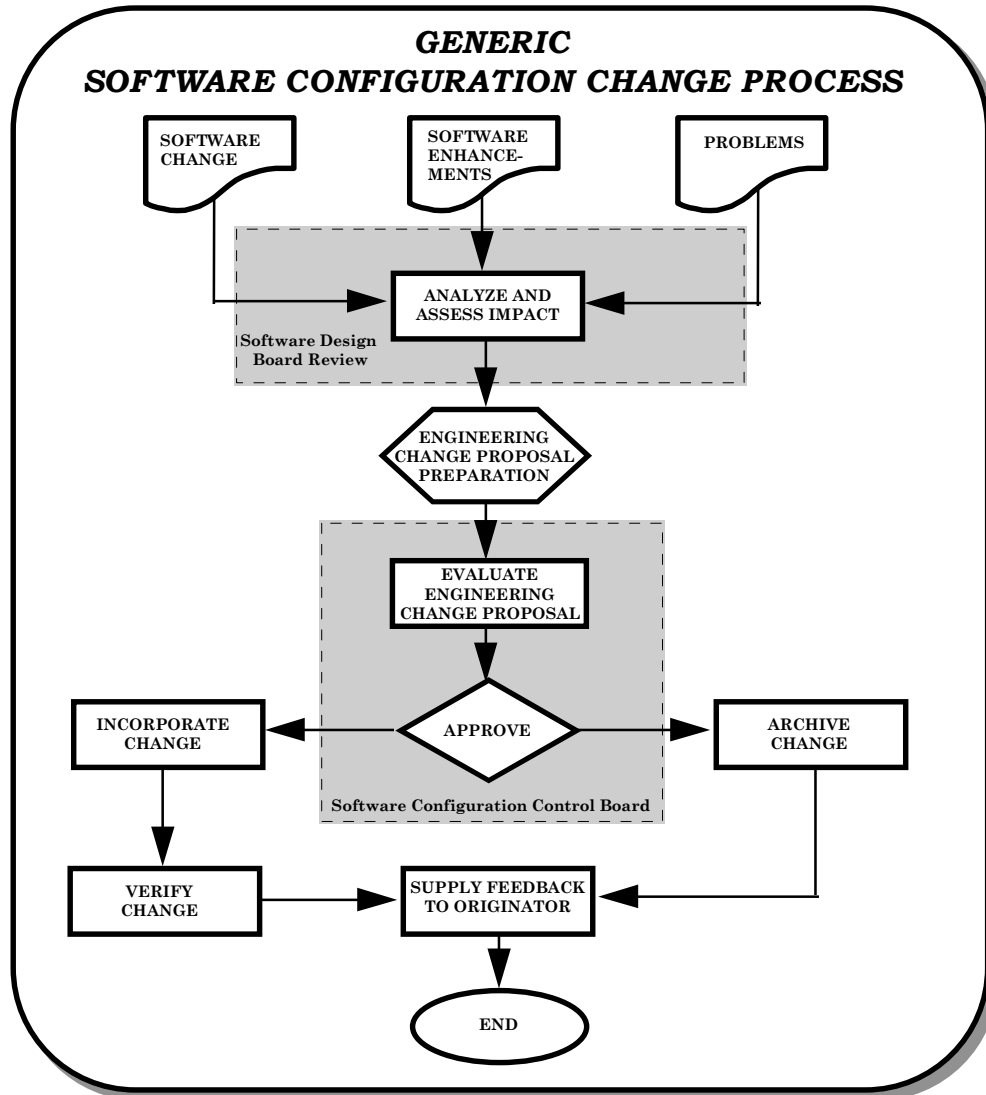 GENERIC
SOFTWARE CONFIGURATION CHANGE PROCESS
SOFTWARE
CHANGE
SOFTWARE
ENHANCE-
MENTS
PROBLEMS
ANALYZE AND
ASSESS IMPACT
Software Design
Board Review
ENGINEERING
CHANGE PROPOSAL
PREPARATION
EVALUATE
ENGINEERING
CHANGE PROPOSAL
INCORPORATE
CHANGE
APPROVE
ARCHIVE
CHANGE
Software Configuration Control Board
VERIFY
CHANGE
SUPPLY FEEDBACK
TO ORIGINATOR
END